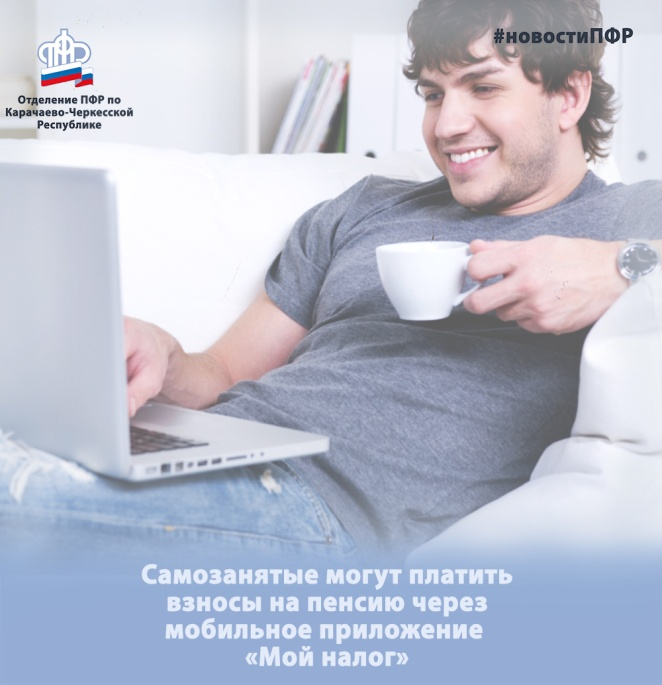 #новостиПФР
Отделение ПФР по
Карачаево-Черкесской
Республике
Самозанятые могут платить
взносы на пенсию через
мобильное приложение
«Мой налог»